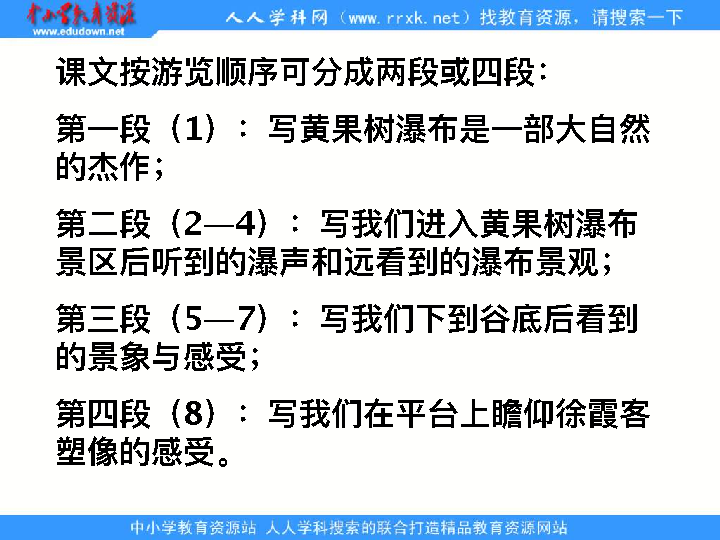 中小学教育资源
www.edudown.net
人人学科网（www.rrxk.net）找教育资源，请搜索一下
课文按游览顺序可分成两段或四段：
第一段（1）：写黄果树瀑布是一部大自然
的杰作；
第二段（2—4）：写我们进入黄果树瀑布
景区后听到的瀑声和远看到的瀑布景观；
第三段（5—7）：写我们下到谷底后看到
的景象与感受；
第四段（8）：写我们在平台上瞻仰徐霞客
塑像的感受。
中小学教育资源站 人人学科搜索的联合打造精品教育资源网站